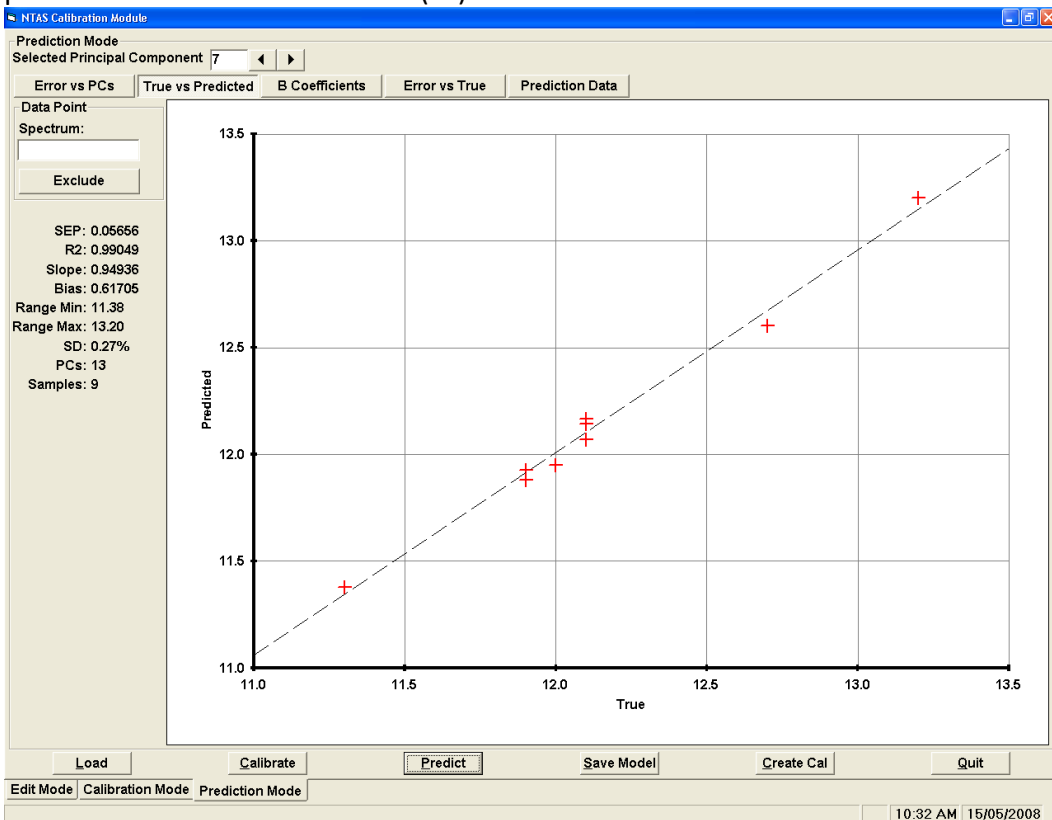 NTAS Calibration Module
Prediction Mode
Selected Principal Component 7
Error vs PCs True vs Predicted B Coefficients Error vs True Prediction Data
Data Point
Spectrum:
Exclude
SEP: 0.05656
R2: 0.99049
Slope: 0.94936
Bias: 0.61705
Range Min: 11.38
Range Max: 13.20
SD: 0.27%
PCs: 13
Samples: 9
13.5
13.0
12.5
Predicted
12.0
11.5
11.0
11.0 11.5 12.0 12.5 13.0 13.5
True
Load Calibrate Predict Save Model Create Cal Quit
Edit Mode Calibration Mode Prediction Mode
10:32 AM 15/05/2008